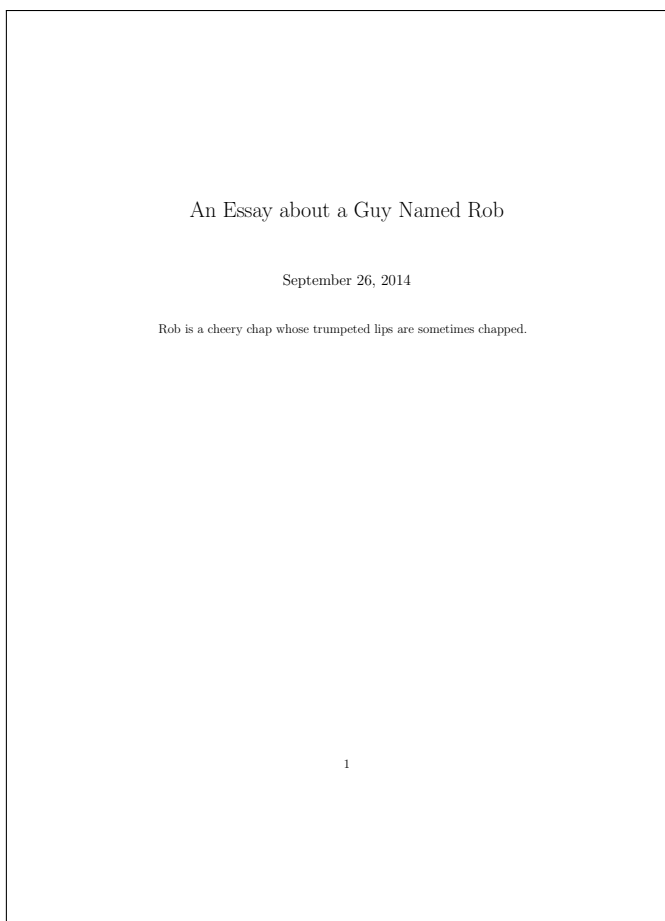 An Essay about a Guy Named Rob
September 26, 2014
Rob is a cheery chap whose trumpeted lips are sometimes chapped.
1